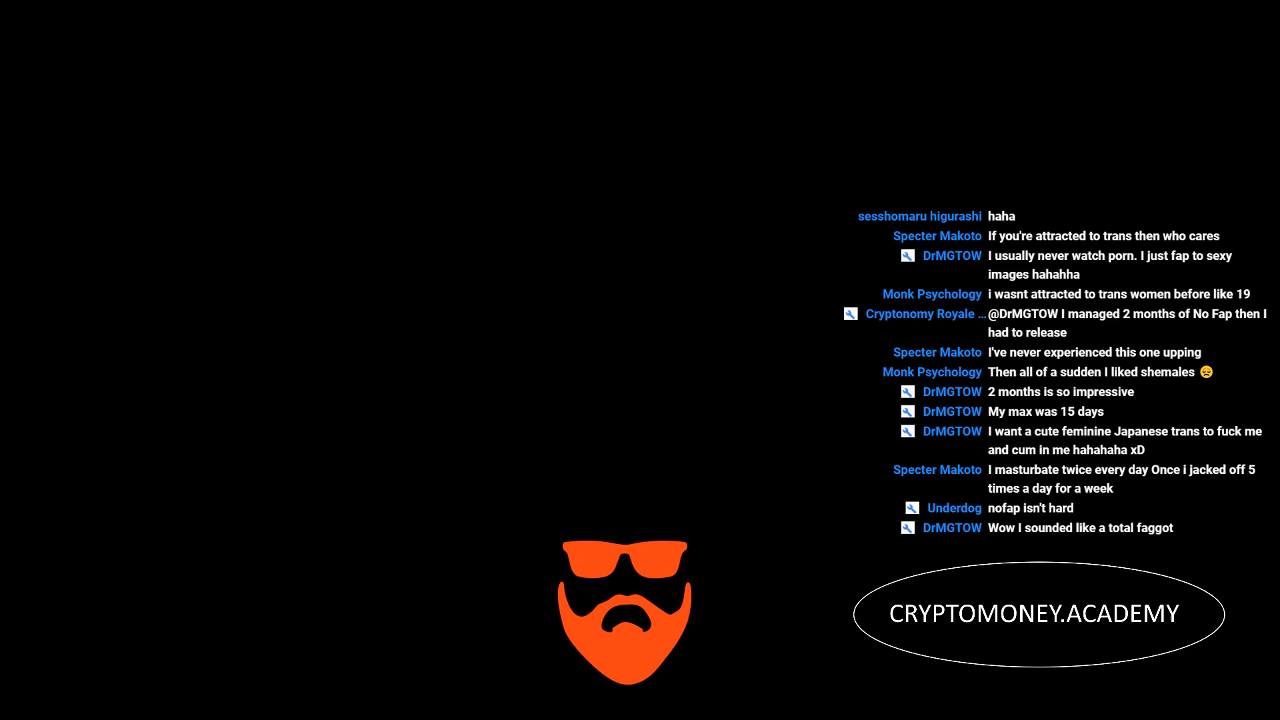 sesshomaru higurashi haha
Specter Makoto If you're attracted to trans then who cares
DrMGTOW I usually never watch porn. I just fap to sexy
images hahahha
Monk Psychology i wasnt attracted to trans women before like 19
Cryptonomy Royale ... @DrMGTOW I managed 2 months of No Fap then I
had to release
Specter Makoto I've never experienced this one upping
Monk Psychology Then all of a sudden I liked shemales 😩
DrMGTOW 2 months is so impressive
DrMGTOW My max was 15 days
DrMGTOW I want a cute feminine Japanese trans to fuck me
and cum in me hahahaha xD
Specter Makoto I masturbate twice every day Once i jacked off 5
times a day for a week
Underdog nofap isn't hard
DrMGTOW Wow I sounded like a total faggot
CRYPTOMONEY.ACADEMY